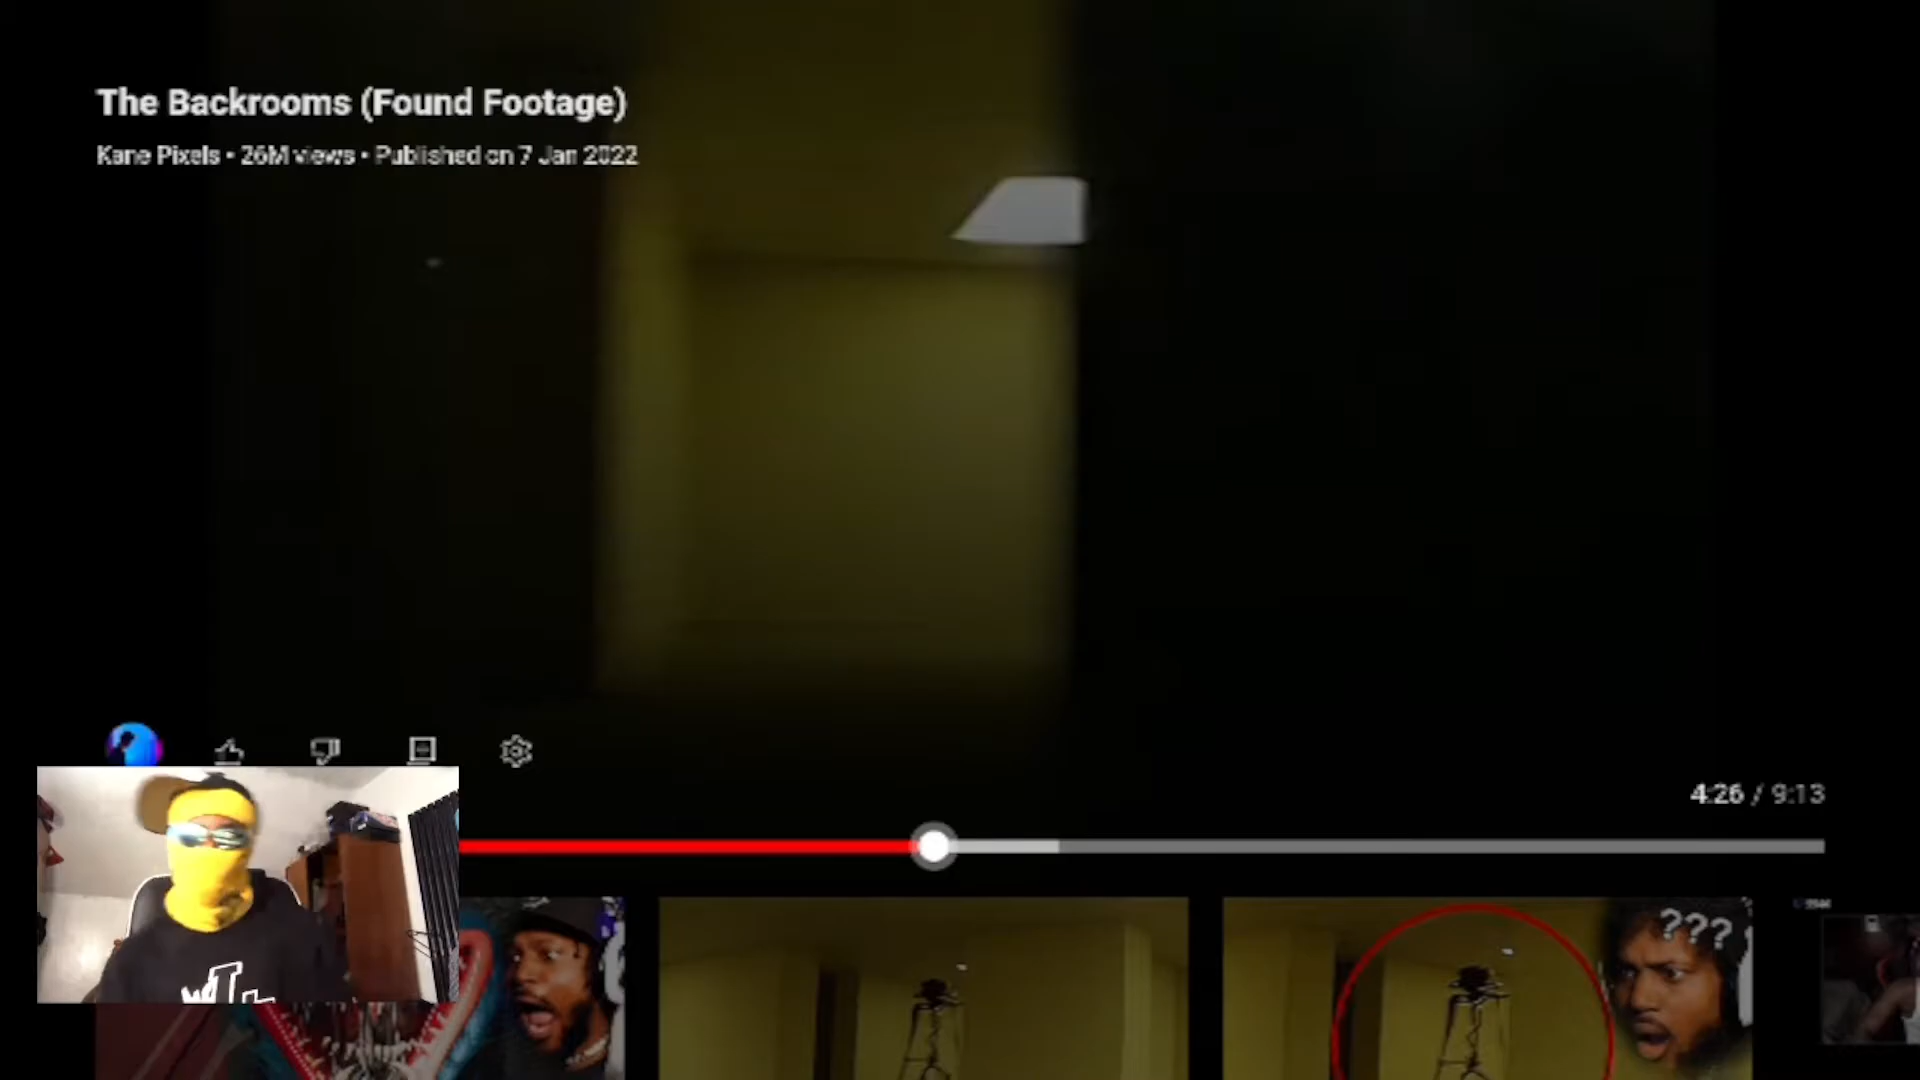 The Backrooms (Found Footage)
Kane Pixels • 26M views • Published on 7 Jan 2022
4:26 / 9:13
???